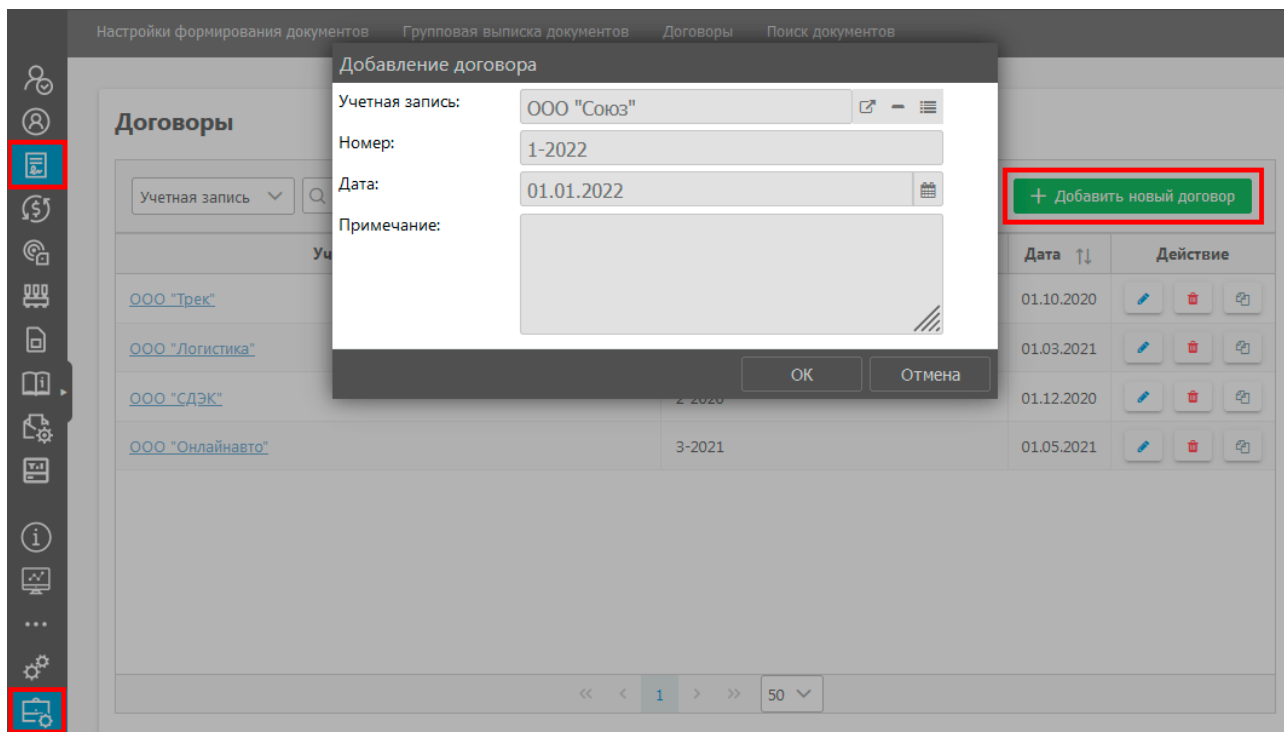 Настройки формирования документов Групповая выписка документов Договоры Поиск документов
Добавление договора
Учетная запись: ООО "Союз"
Договоры
Номер: 1-2022
Дата: 01.01.2022
Учетная запись + Добавить новый договор
Примечание:
Дата Действие
ООО "Трек" 01.10.2020
ООО "Логистика" 01.03.2021
ОК Отмена
ООО "СДЭК" 2-2020 01.12.2020
ООО "Онлайнавто" 3-2021 01.05.2021
<< < 1 > >> 50